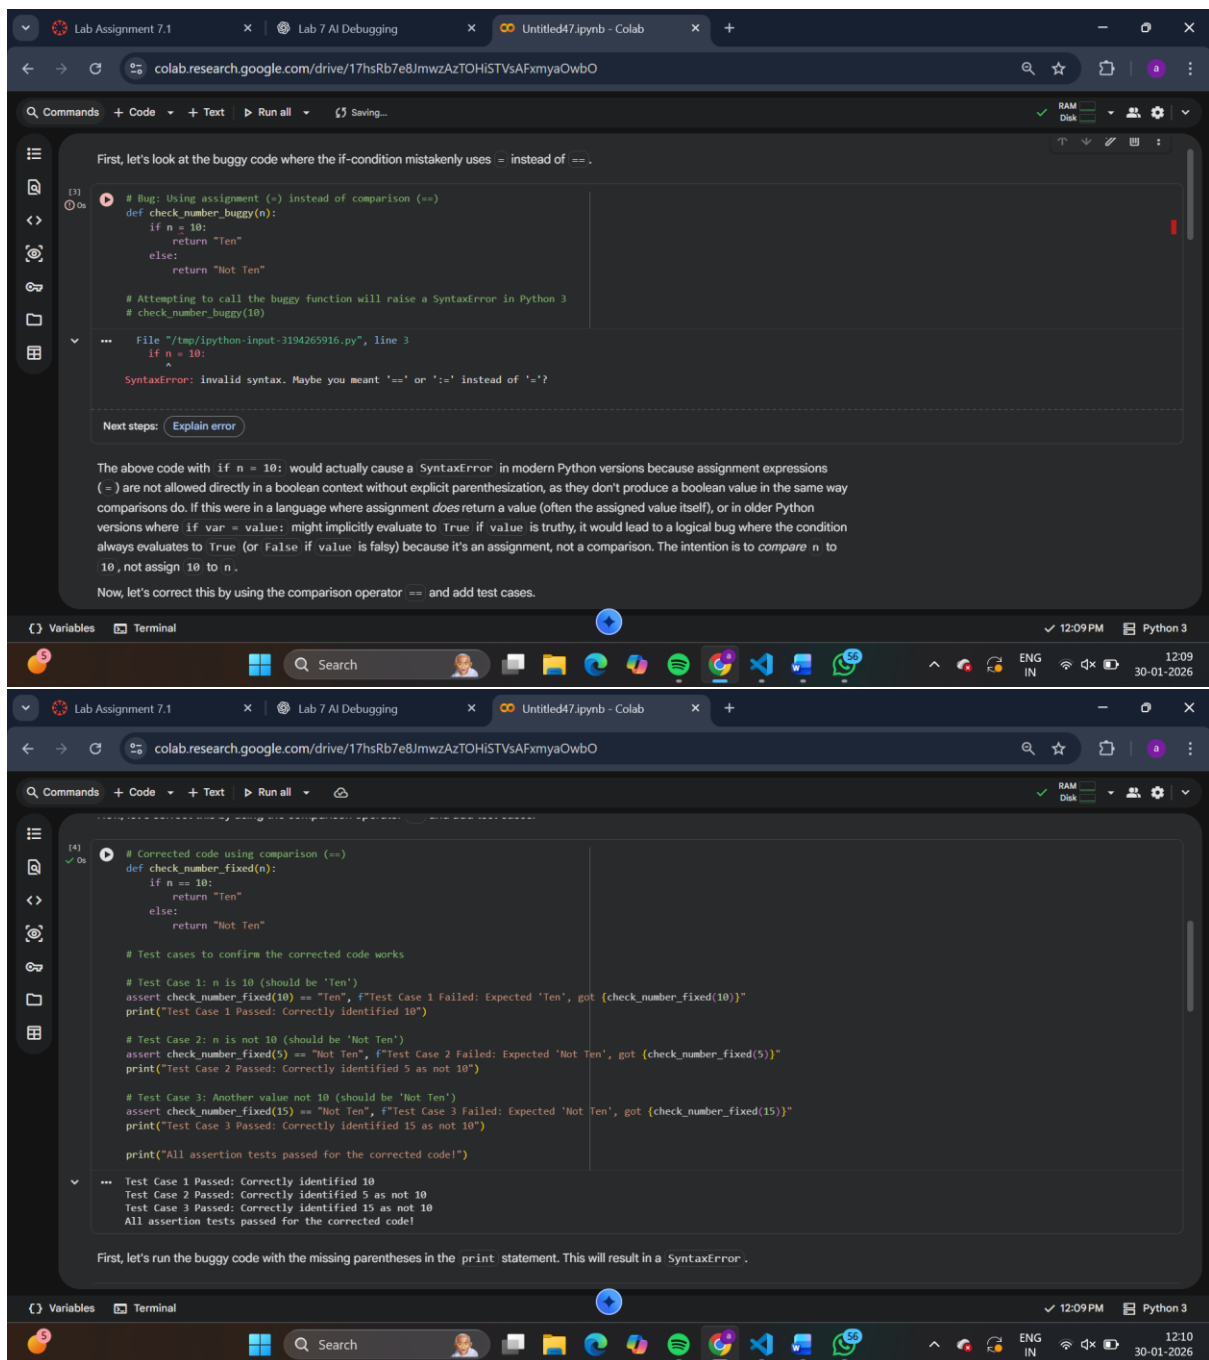 Lab Assignment 7.1
Lab 7 AI Debugging
Untitled47.ipynb - Colab
colab.research.google.com/drive/17hsRb7e8JmwzAzTOHiSTVsAFxmyaOwbO
a
Commands + Code + Text Run all Saving...
RAM
Disk
First, let's look at the buggy code where the if-condition mistakenly uses = instead of == .
[3]
0s
# Bug: Using assignment (=) instead of comparison (==)
def check_number_buggy(n):
if n = 10:
return "Ten"
else:
return "Not Ten"
# Attempting to call the buggy function will raise a SyntaxError in Python 3
# check_number_buggy(10)
File "/tmp/ipython-input-3194265916.py", line 3
if n = 10:
^
SyntaxError: invalid syntax. Maybe you meant '==' or ':=' instead of '='?
Next steps: Explain error
The above code with if n = 10: would actually cause a SyntaxError in modern Python versions because assignment expressions
( = ) are not allowed directly in a boolean context without explicit parenthesization, as they don't produce a boolean value in the same way
comparisons do. If this were in a language where assignment does return a value (often the assigned value itself), or in older Python
versions where if var = value: might implicitly evaluate to True if value is truthy, it would lead to a logical bug where the condition
always evaluates to True (or False if value is falsy) because it's an assignment, not a comparison. The intention is to compare n to
10 , not assign 10 to n .
Now, let's correct this by using the comparison operator == and add test cases.
{} Variables Terminal
12:09 PM Python 3
5
Search
56
ENG
IN
12:09
30-01-2026
Lab Assignment 7.1
Lab 7 AI Debugging
Untitled47.ipynb - Colab
colab.research.google.com/drive/17hsRb7e8JmwzAzTOHiSTVsAFxmyaOwbO
a
Commands + Code + Text Run all
RAM
Disk
Now, let's correct this by using the comparison operator and add test cases.
[4]
0s
# Corrected code using comparison (==)
def check_number_fixed(n):
if n == 10:
return "Ten"
else:
return "Not Ten"
# Test cases to confirm the corrected code works
# Test Case 1: n is 10 (should be 'Ten')
assert check_number_fixed(10) == "Ten", f"Test Case 1 Failed: Expected 'Ten', got {check_number_fixed(10)}"
print("Test Case 1 Passed: Correctly identified 10")
# Test Case 2: n is not 10 (should be 'Not Ten')
assert check_number_fixed(5) == "Not Ten", f"Test Case 2 Failed: Expected 'Not Ten', got {check_number_fixed(5)}"
print("Test Case 2 Passed: Correctly identified 5 as not 10")
# Test Case 3: Another value not 10 (should be 'Not Ten')
assert check_number_fixed(15) == "Not Ten", f"Test Case 3 Failed: Expected 'Not Ten', got {check_number_fixed(15)}"
print("Test Case 3 Passed: Correctly identified 15 as not 10")
print("All assertion tests passed for the corrected code!")
Test Case 1 Passed: Correctly identified 10
Test Case 2 Passed: Correctly identified 5 as not 10
Test Case 3 Passed: Correctly identified 15 as not 10
All assertion tests passed for the corrected code!
First, let's run the buggy code with the missing parentheses in the print statement. This will result in a SyntaxError .
{} Variables Terminal
12:09 PM Python 3
5
Search
56
ENG
IN
12:10
30-01-2026